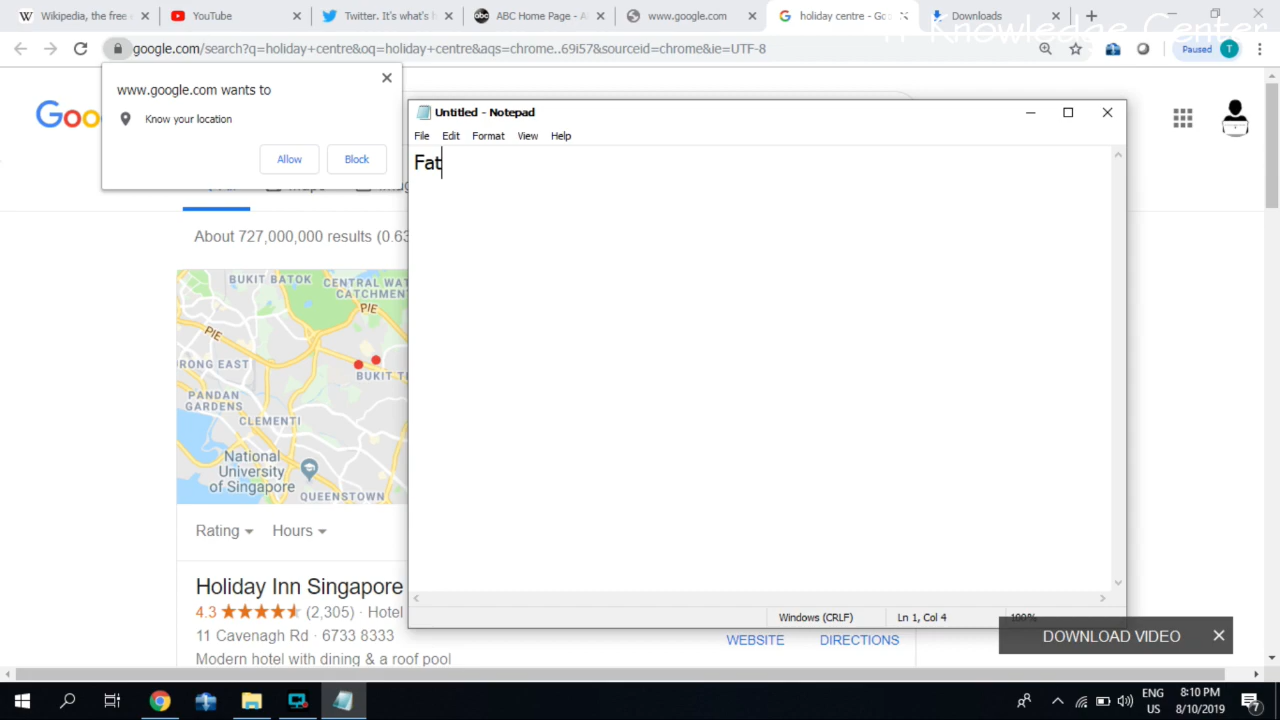 Wikipedia, the free
YouTube
Twitter. It's what's h
ABC Home Page - A
www.google.com
holiday centre - Goo
Downloads
IT Knowledge Center
google.com/search?q=holiday+centre&oq=holiday+centre&aqs=chrome..69i57&sourceid=chrome&ie=UTF-8
Paused
T
www.google.com wants to
Know your location
Allow
Block
Goo
About 727,000,000 results (0.63
Untitled - Notepad
File Edit Format View Help
Fat
Windows (CRLF)
Ln 1, Col 4
100%
BUKIT BATOK
CENTRAL WAT
CATCHMENT
PIE
PIE
URONG EAST
BUKIT TI
PANDAN
GARDENS
CLEMENTI
National
University
of Singapore
QUEENSTOWN
Rating
Hours
Holiday Inn Singapore
4.3 (2,305) · Hotel
11 Cavenagh Rd · 6733 8333
Modern hotel with dining & a roof pool
WEBSITE
DIRECTIONS
DOWNLOAD VIDEO
ENG
US
8:10 PM
8/10/2019
7